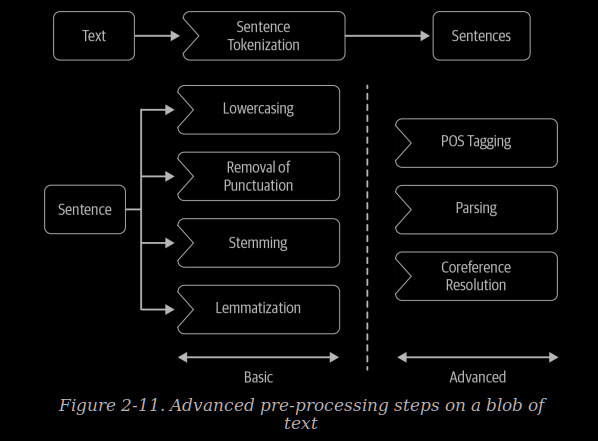 Text
Sentence
Tokenization
Sentences
Sentence
Lowercasing
Removal of
Punctuation
Stemming
Lemmatization
POS Tagging
Parsing
Coreference
Resolution
Basic
Advanced
Figure 2-11. Advanced pre-processing steps on a blob of
text